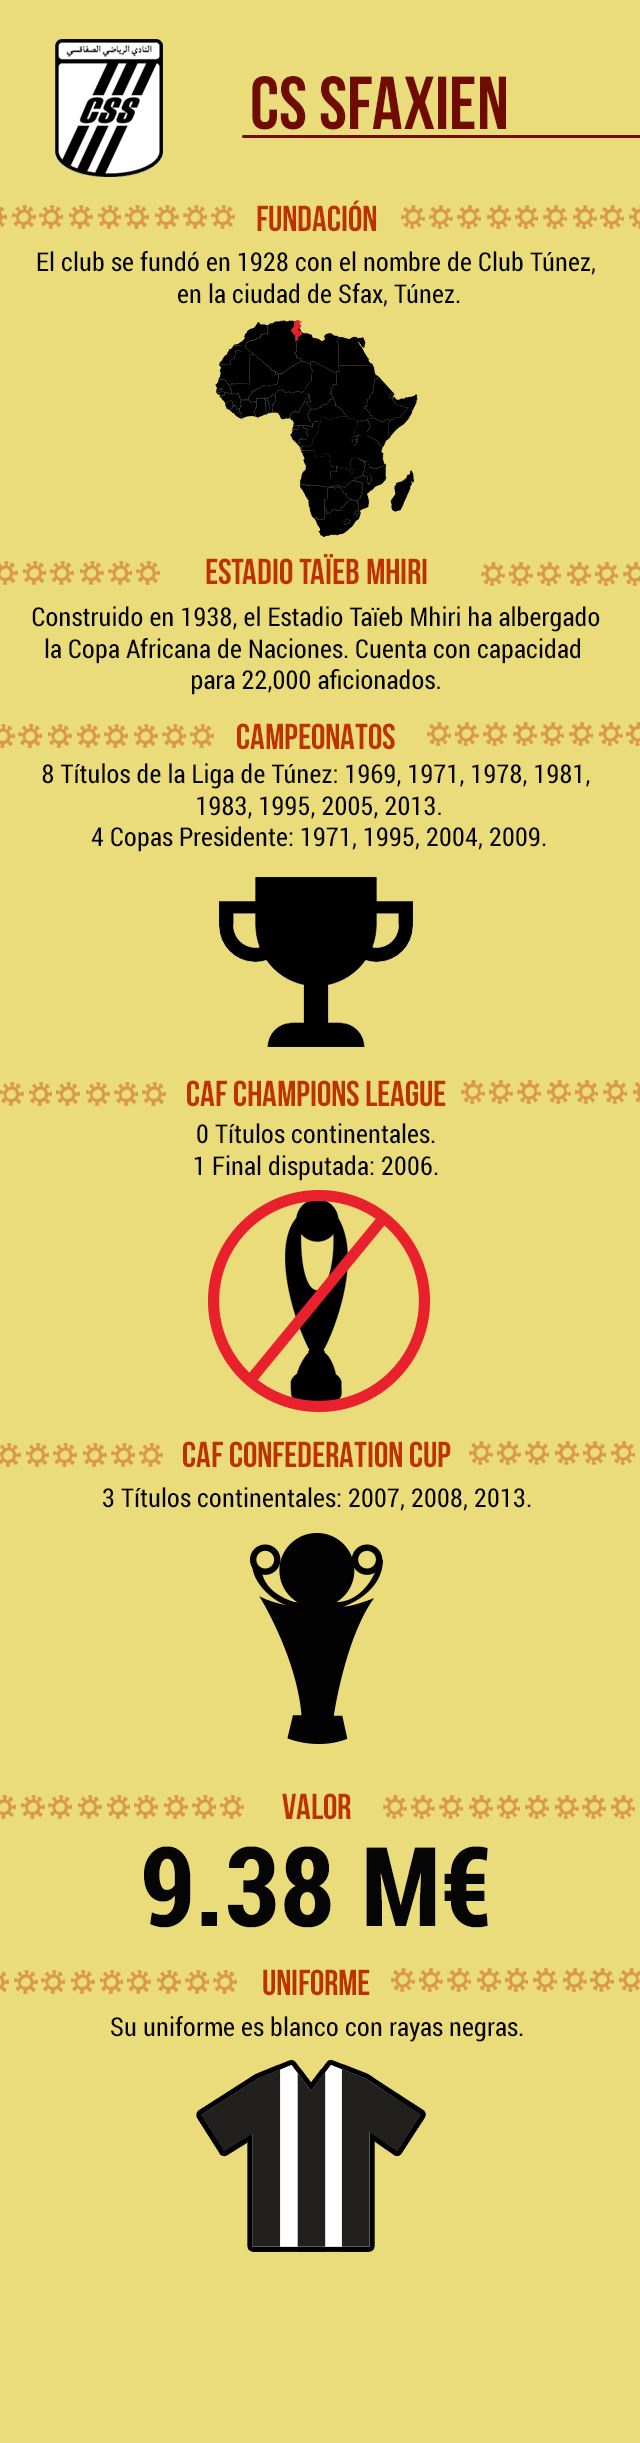 النادي الرياضي الصفاقسي
CSS
CS SFAXIEN
FUNDACIÓN
El club se fundó en 1928 con el nombre de Club Túnez,
en la ciudad de Sfax, Túnez.
ESTADIO TAÏEB MHIRI
Construido en 1938, el Estadio Taïeb Mhiri ha albergado
la Copa Africana de Naciones. Cuenta con capacidad
para 22,000 aficionados.
CAMPEONATOS
8 Títulos de la Liga de Túnez: 1969, 1971, 1978, 1981,
1983, 1995, 2005, 2013.
4 Copas Presidente: 1971, 1995, 2004, 2009.
CAF CHAMPIONS LEAGUE
0 Títulos continentales.
1 Final disputada: 2006.
CAF CONFEDERATION CUP
3 Títulos continentales: 2007, 2008, 2013.
VALOR
9.38 M€
UNIFORME
Su uniforme es blanco con rayas negras.